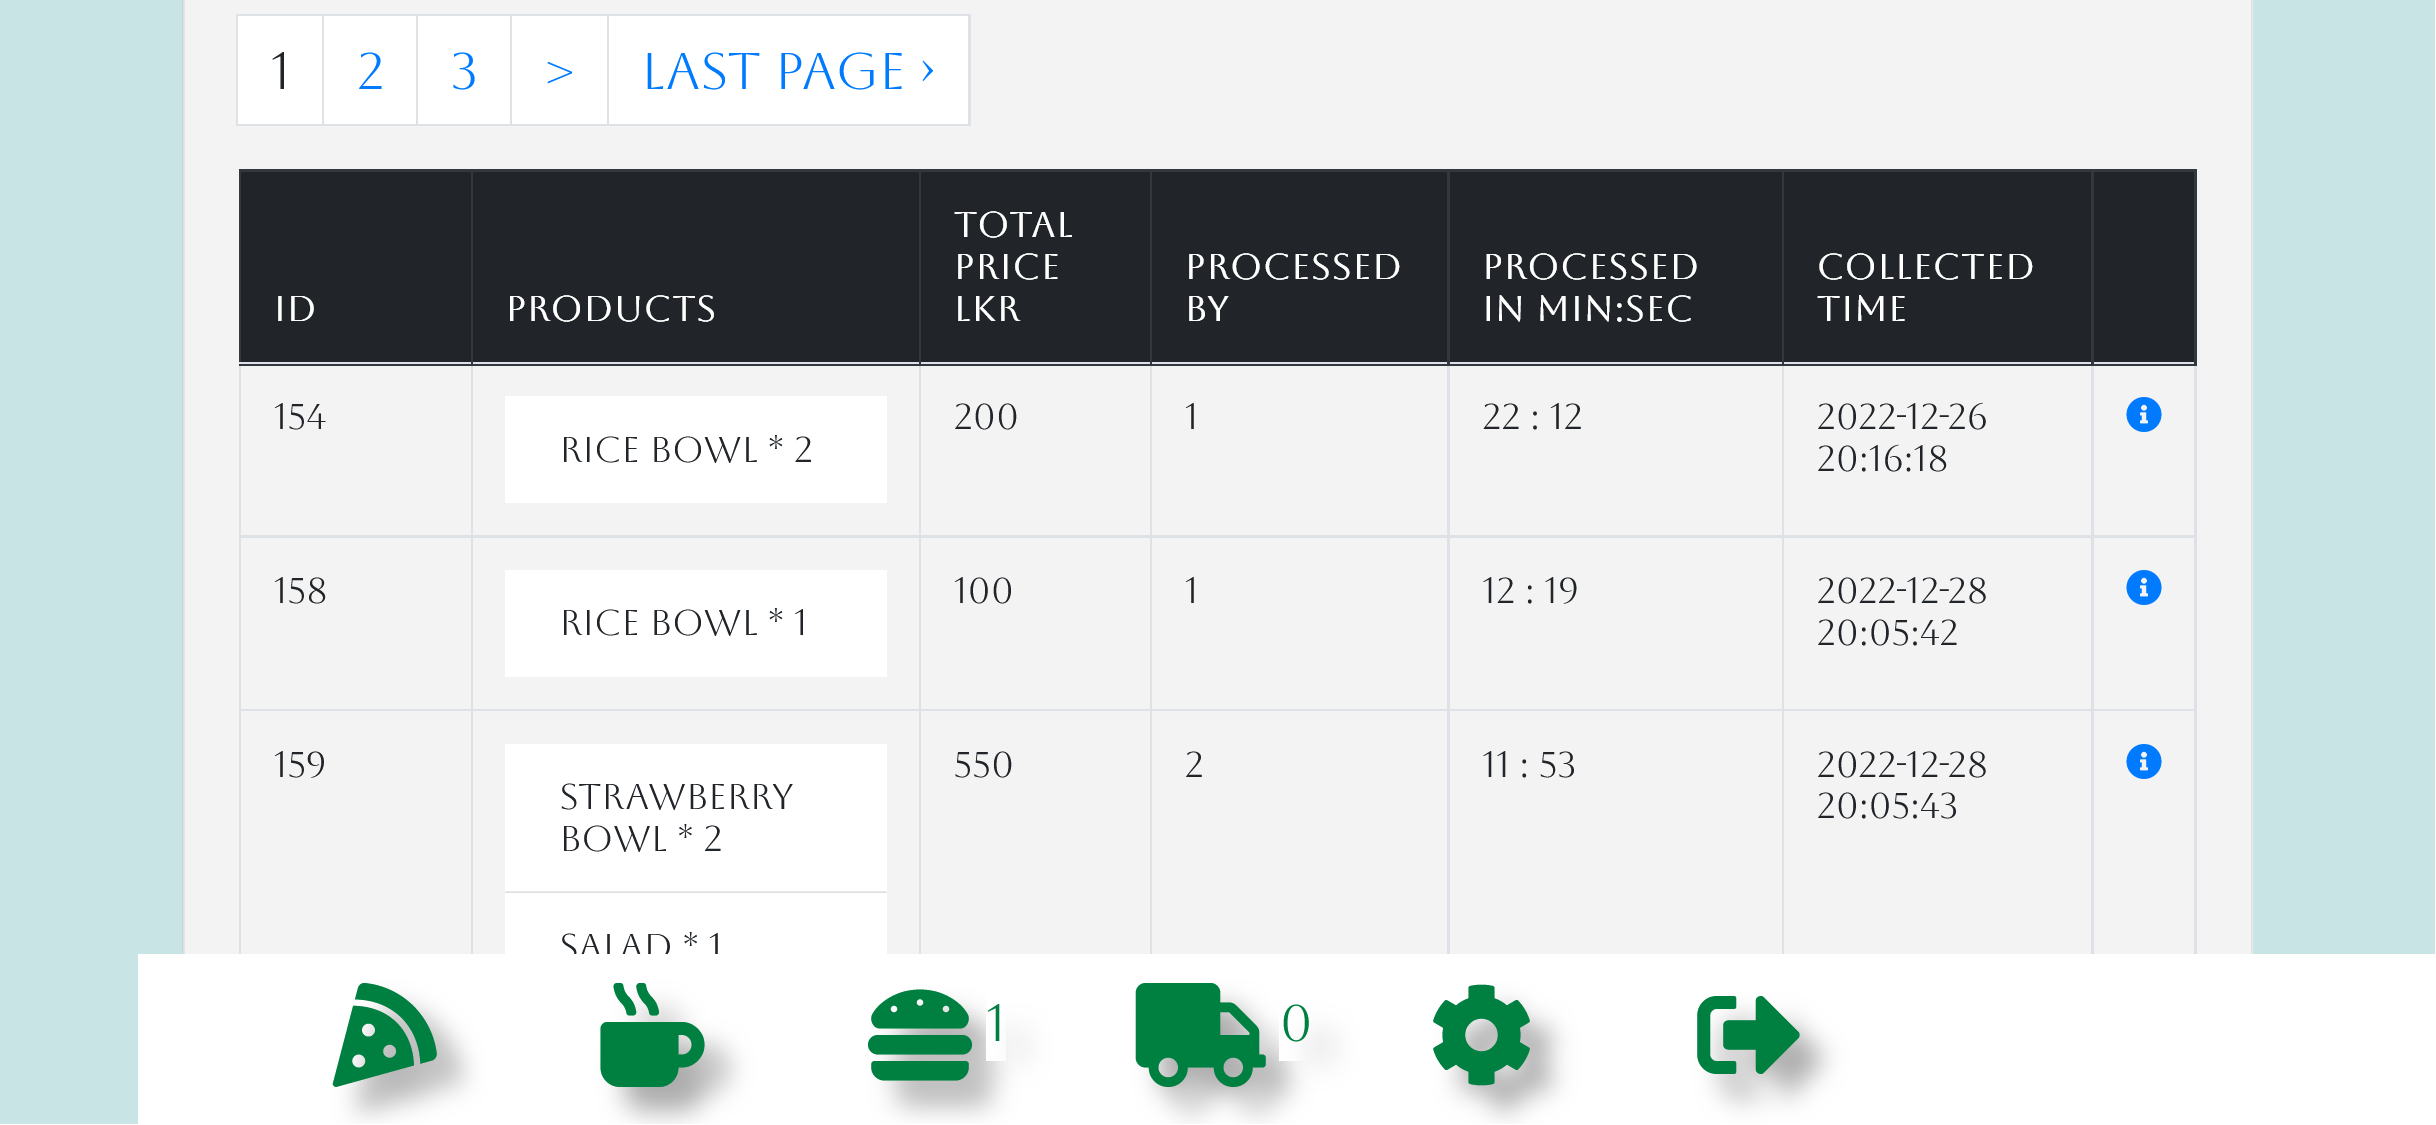 1 2 3 > LAST PAGE ›
ID PRODUCTS TOTAL PRICE LKR PROCESSED BY PROCESSED IN MIN:SEC COLLECTED TIME
154 RICE BOWL * 2 200 1 22 : 12 2022-12-26 20:16:18
158 RICE BOWL * 1 100 1 12 : 19 2022-12-28 20:05:42
159 STRAWBERRY BOWL * 2 550 2 11 : 53 2022-12-28 20:05:43
SALAD * 1
1 0